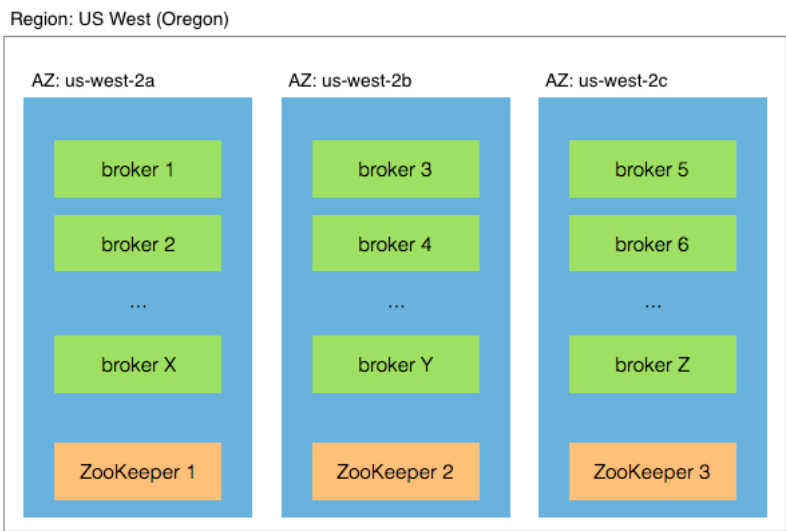 Region: US West (Oregon)
AZ: us-west-2a
broker 1
broker 2
...
broker X
ZooKeeper 1
AZ: us-west-2b
broker 3
broker 4
...
broker Y
ZooKeeper 2
AZ: us-west-2c
broker 5
broker 6
...
broker Z
ZooKeeper 3